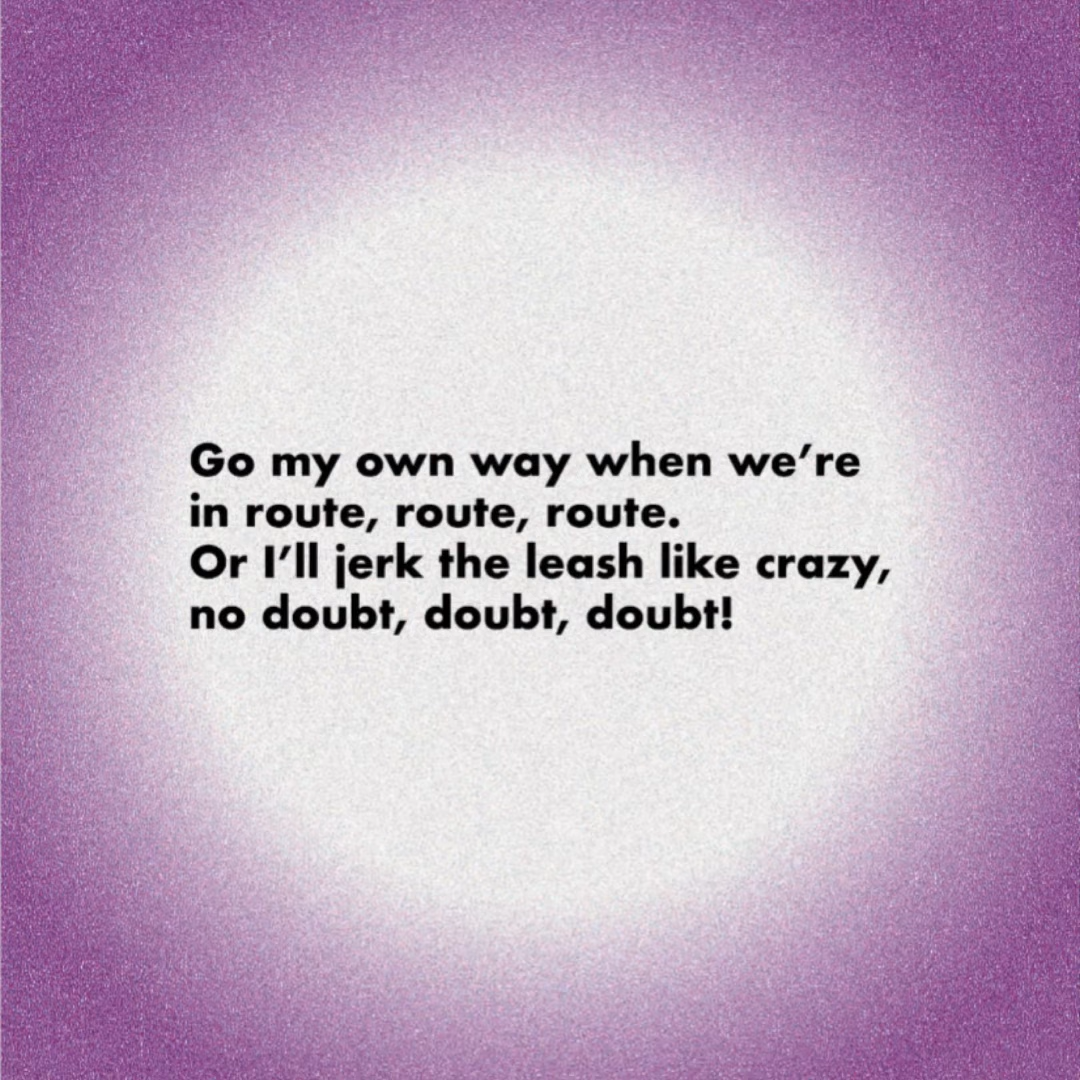 Go my own way when we’re
in route, route, route.
Or I’ll jerk the leash like crazy,
no doubt, doubt, doubt!